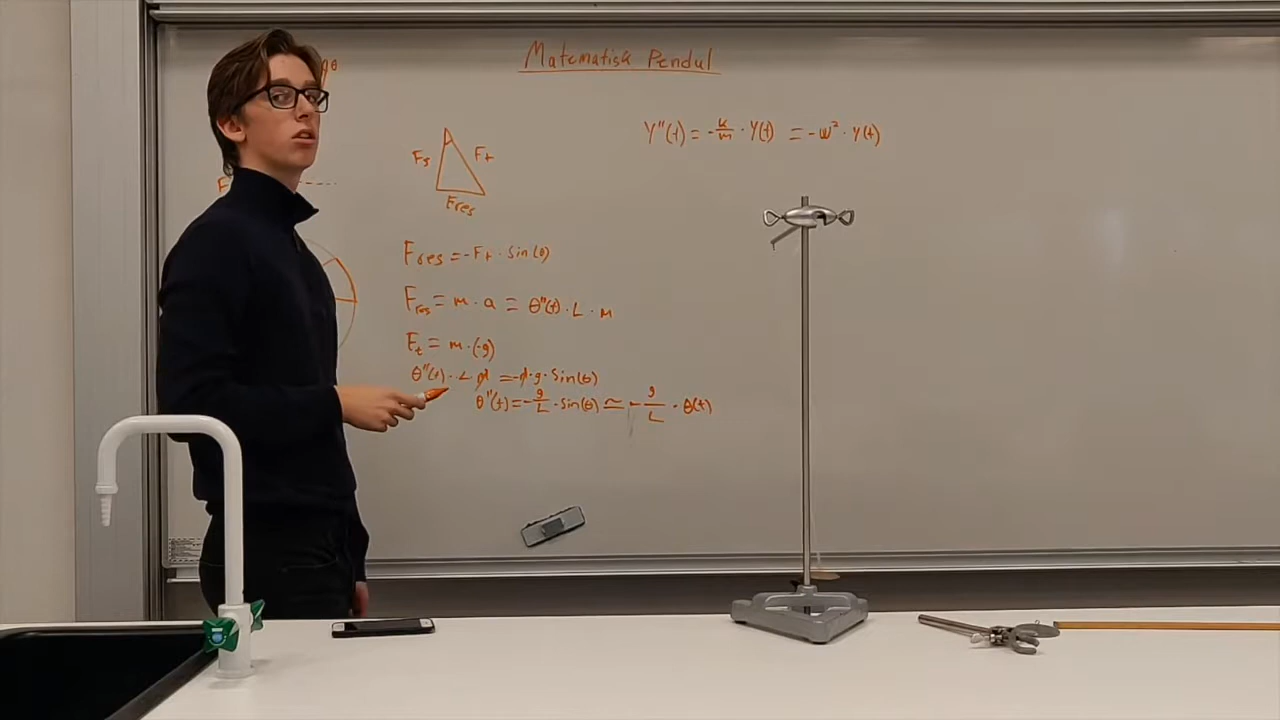 Matematisk Pendul
Y''(t) = -k/m · Y(t) = -ω² · Y(t)
Fs
Ft
Fres
Fres = -Ft · Sin(θ)
Fres = m · a = θ''(t) · L · m
Ft = m · (-g)
θ''(t) · L m = -m · g · Sin(θ)
θ''(t) = -g/L · Sin(θ) ≃ -g/L · θ(t)